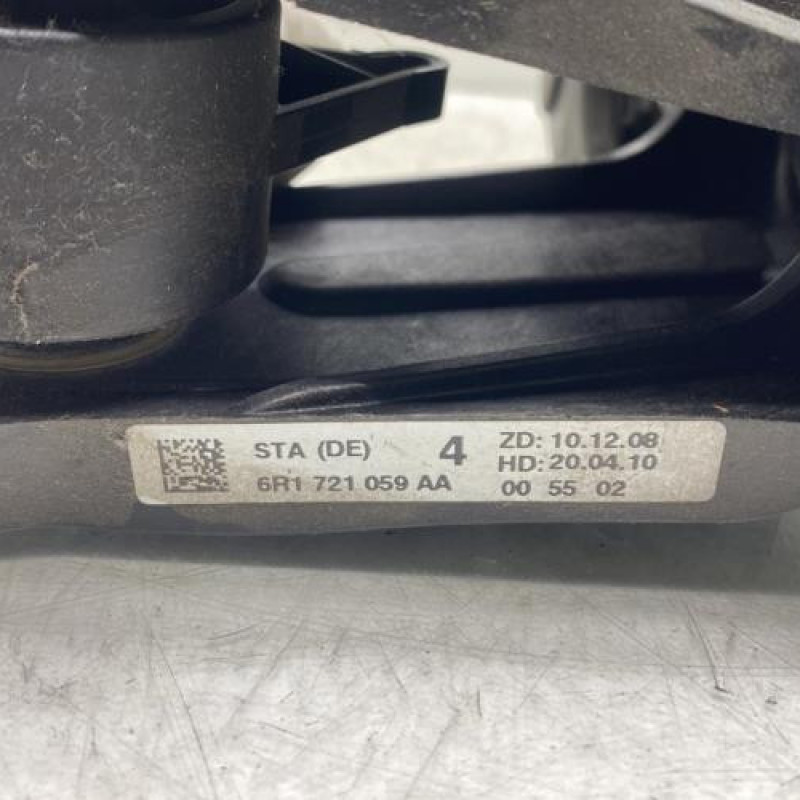 STA (DE) 4 ZD: 10.12.08
HD: 20.04.10
6R1 721 059 AA 00 55 02